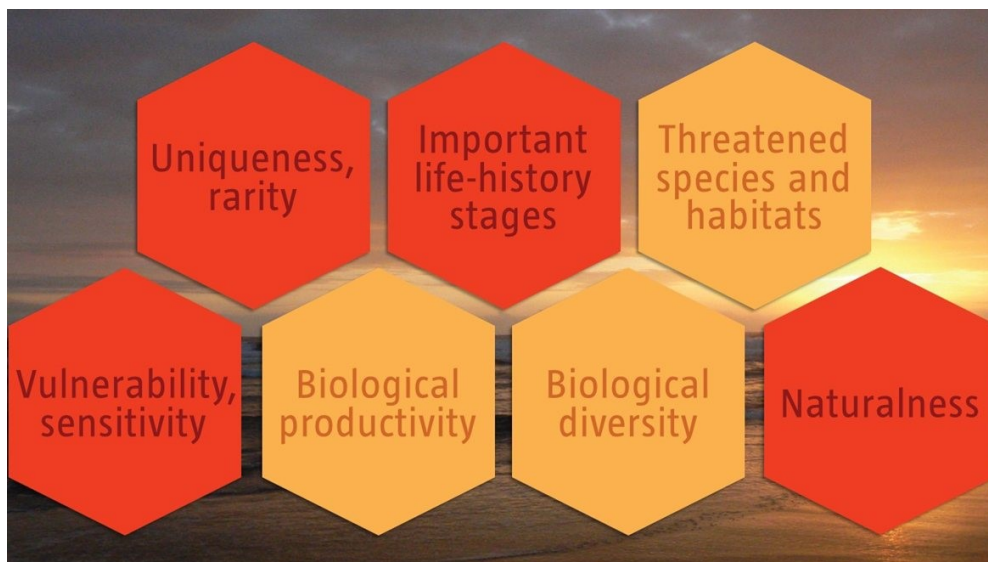 Uniqueness,
rarity
Important
life-history
stages
Threatened
species and
habitats
Vulnerability,
sensitivity
Biological
productivity
Biological
diversity
Naturalness